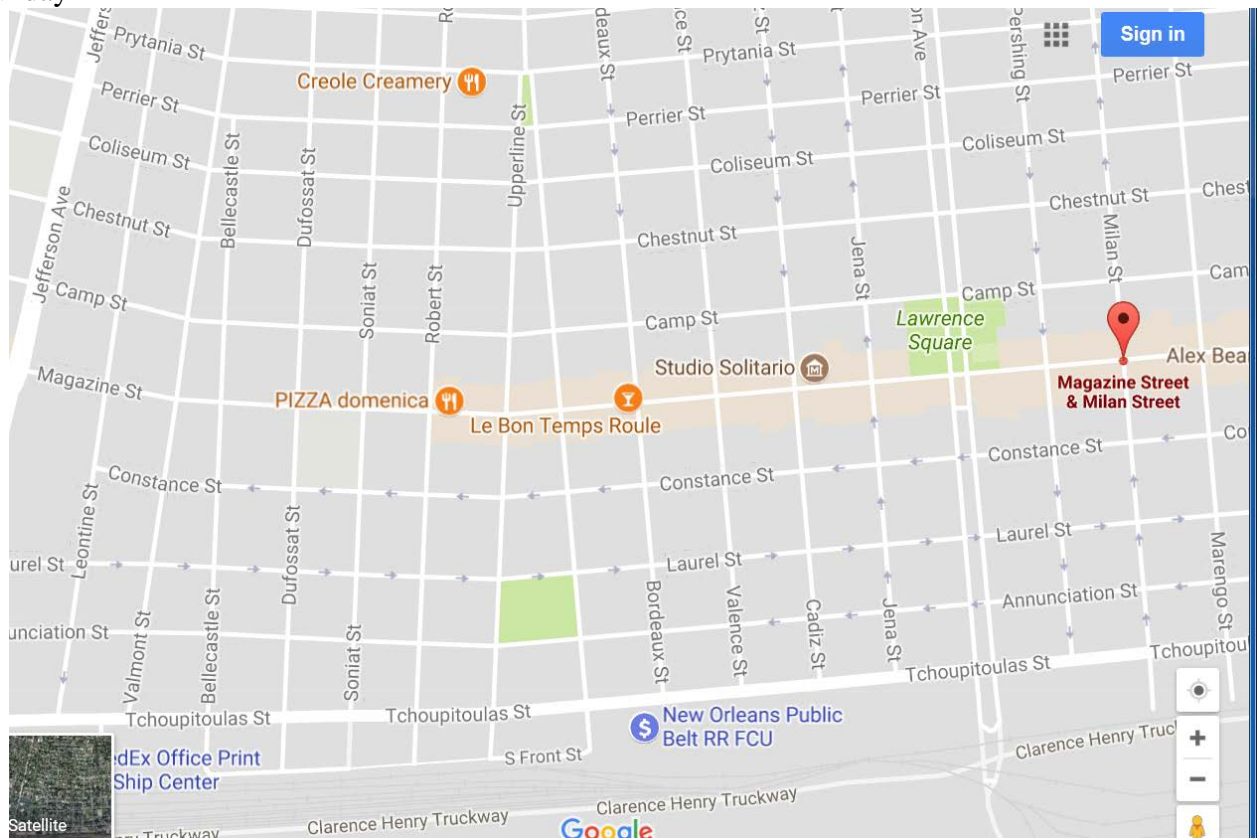 Sign in
Prytania St
Prytania St
Creole Creamery
Perrier St
Perrier St
Perrier St
Perrier St
Coliseum St
Coliseum St
Coliseum St
Chestnut St
Chestnut St
Chestnut St
Bellecastle St
Dufossat St
Upperline St
Jefferson Ave
Soniat St
Robert St
Jena St
Milan St
Pershing St
Camp St
Camp St
Camp St
Lawrence
Square
Studio Solitario
Magazine St
PIZZA domenica
Le Bon Temps Roule
Magazine Street
& Milan Street
Constance St
Constance St
Constance St
Leontine St
Dufossat St
Laurel St
Laurel St
Annunciation St
Valmont St
Bellecastle St
Soniat St
Bordeaux St
Valence St
Cadiz St
Jena St
Marengo St
Tchoupitoulas St
Tchoupitoulas St
Tchoupitoulas St
New Orleans Public
Belt RR FCU
S Front St
Office Print
Ship Center
Clarence Henry Truckway
Clarence Henry Truckway
Satellite
Google